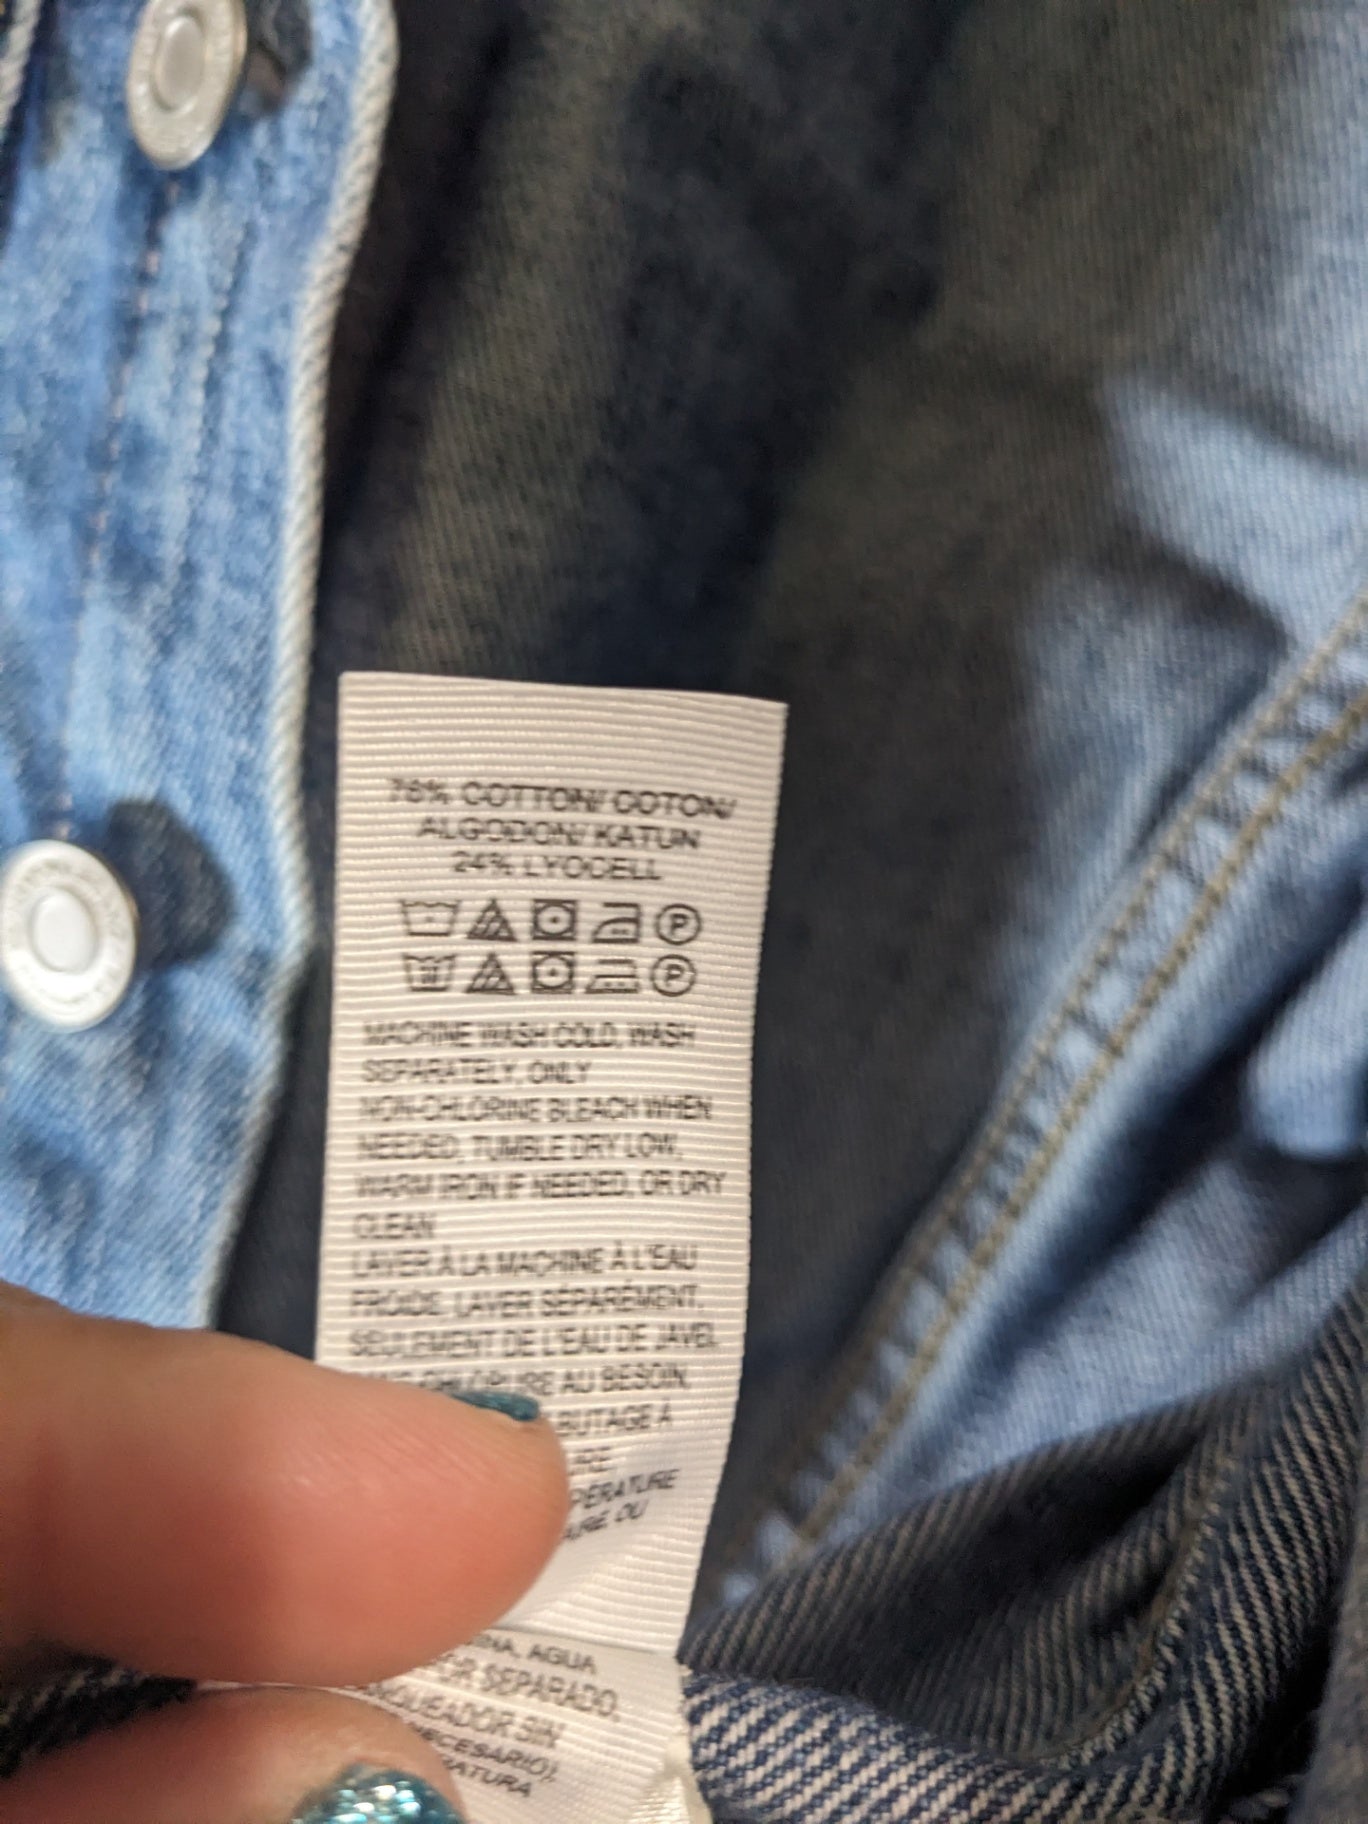 76% COTTON/ COTON/
ALGODON/ KATUN
24% LYOCELL
P
P
MACHINE WASH COLD, WASH
SEPARATELY, ONLY
NON-CHLORINE BLEACH WHEN
NEEDED, TUMBLE DRY LOW,
WARM IRON IF NEEDED, OR DRY
CLEAN
LAVER À LA MACHINE À L'EAU
FROIDE, LAVER SÉPARÉMENT,
SEULEMENT DE L'EAU DE JAVEL
AU BESOIN,
OU
AGUA
SEPARADO,
SIN